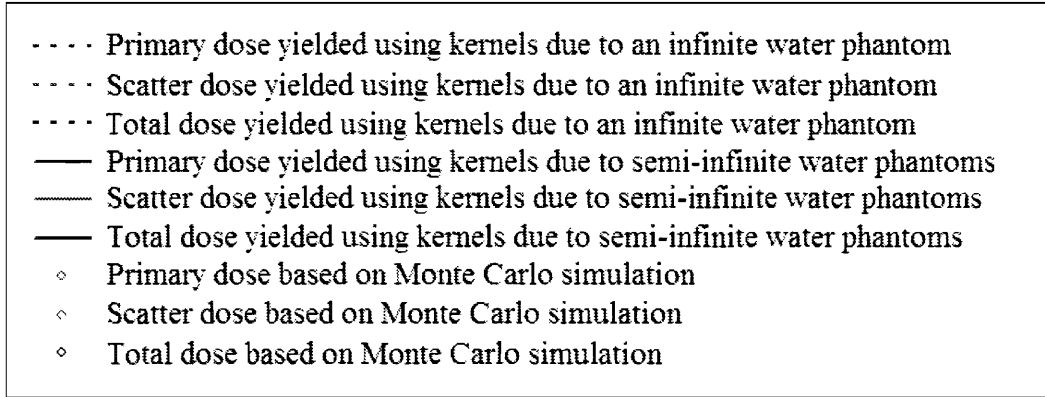 Primary dose yielded using kernels due to an infinite water phantom
Scatter dose yielded using kernels due to an infinite water phantom
Total dose yielded using kernels due to an infinite water phantom
Primary dose yielded using kernels due to semi-infinite water phantoms
Scatter dose yielded using kernels due to semi-infinite water phantoms
Total dose yielded using kernels due to semi-infinite water phantoms
Primary dose based on Monte Carlo simulation
Scatter dose based on Monte Carlo simulation
Total dose based on Monte Carlo simulation